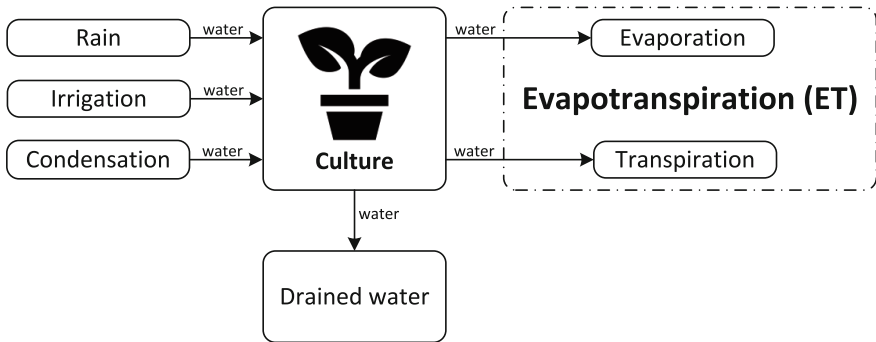 Rain
water
water
Evaporation
Irrigation
water
Evapotranspiration (ET)
Condensation
water
Culture
water
Transpiration
water
Drained water